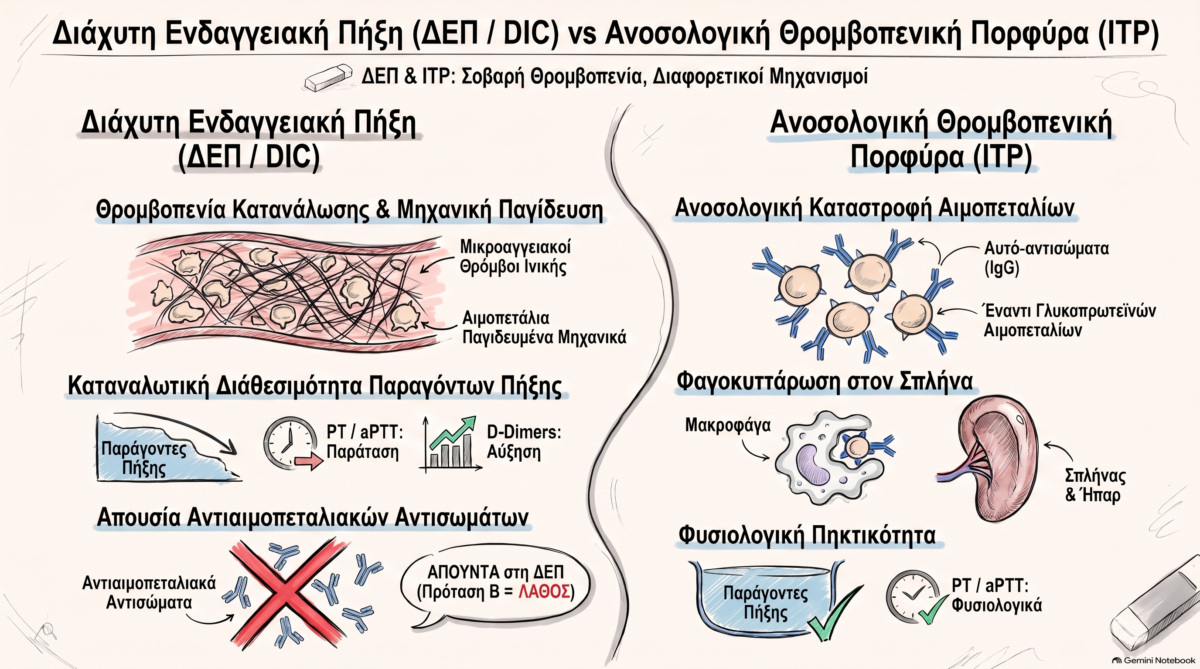 Διάχυτη Ενδαγγειακή Πήξη (ΔΕΠ / DIC) vs Ανοσολογική Θρομβοπενική Πορφύρα (ITP)
ΔΕΠ & ITP: Σοβαρή Θρομβοπενία, Διαφορετικοί Μηχανισμοί
Διάχυτη Ενδαγγειακή Πήξη
(ΔΕΠ / DIC)
Θρομβοπενία Κατανάλωσης & Μηχανική Παγίδευση
Μικροαγγειακοί
Θρόμβοι Ινικής
Αιμοπετάλια
Παγιδευμένα Μηχανικά
Καταναλωτική Διάθεσιμότητα Παραγόντων Πήξης
Παράγοντες
Πήξης
PT / aPTT:
Παράταση
D-Dimers:
Αύξηση
Απουσία Αντιαιμοπεταλιακών Αντισωμάτων
Αντιαιμοπεταλιακά
Αντισώματα
ΑΠΟΥΝΤΑ στη ΔΕΠ
(Πρόταση Β = ΛΑΘΟΣ)
Ανοσολογική Θρομβοπενική
Πορφύρα (ITP)
Ανοσολογική Καταστροφή Αιμοπεταλίων
Αυτό-αντισώματα
(IgG)
Έναντι Γλυκοπρωτεϊνών
Αιμοπεταλίων
Φαγοκυττάρωση στον Σπλήνα
Μακροφάγα
Σπλήνας
& Ήπαρ
Φυσιολογική Πηκτικότητα
Παράγοντες
Πήξης
PT / aPTT:
Φυσιολογικά
Gemini Notebook